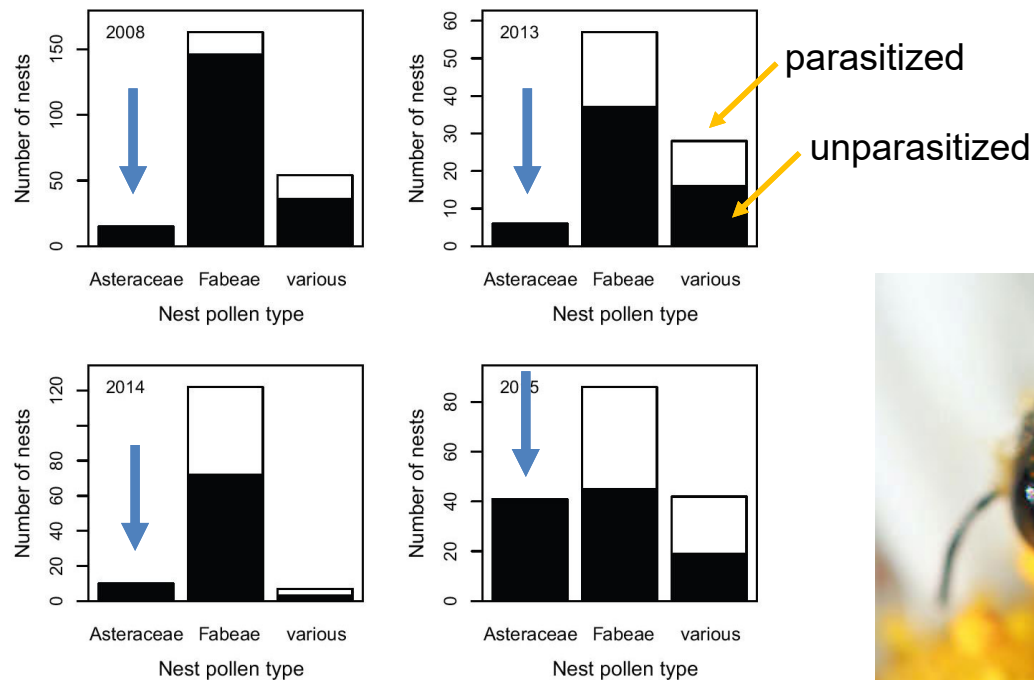 2008
Number of nests
0
50
100
150
Asteraceae Fabeae various
Nest pollen type
2013
Number of nests
0
10
20
30
40
50
60
Asteraceae Fabeae various
Nest pollen type
parasitized
unparasitized
2014
Number of nests
0
20
40
60
80
120
Asteraceae Fabeae various
Nest pollen type
2015
Number of nests
0
20
40
60
80
Asteraceae Fabeae various
Nest pollen type